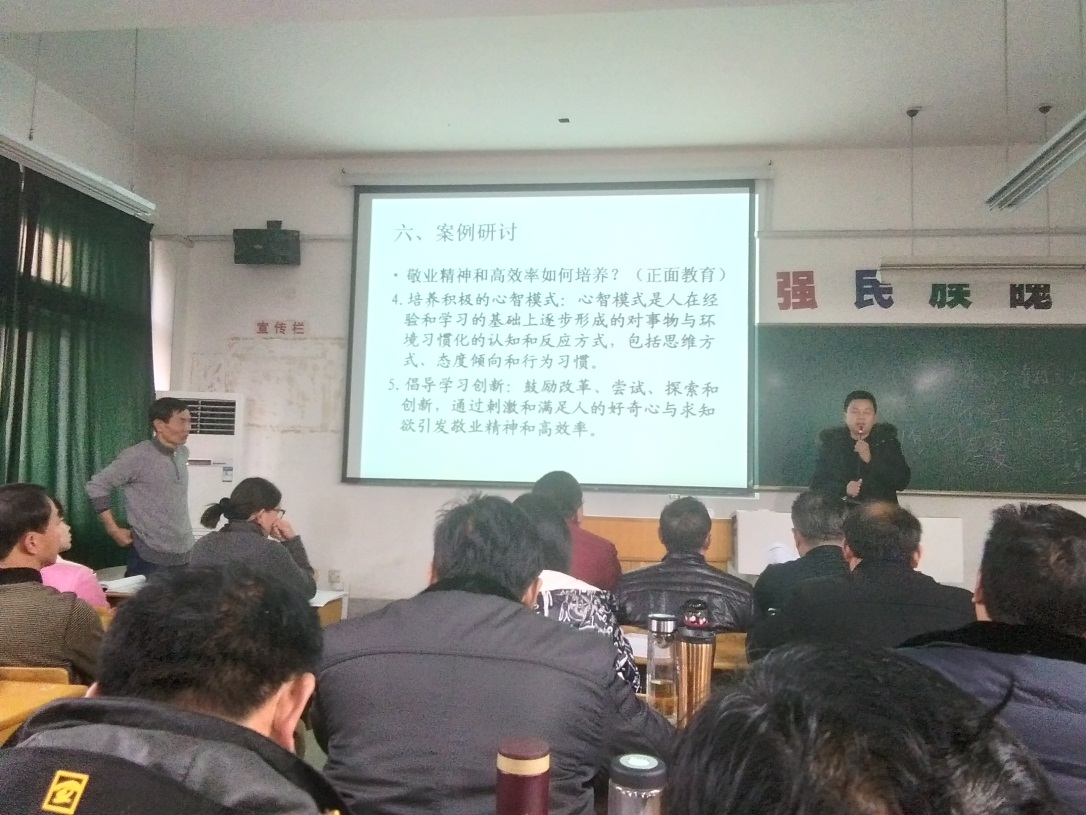 六、案例研讨
• 敬业精神和高效率如何培养？（正面教育）
4. 培养积极的心智模式：心智模式是人在经
验和学习的基础上逐步形成的对事物与环
境习惯化的认知和反应方式，包括思维方
式、态度倾向和行为习惯。
5. 倡导学习创新：鼓励改革、尝试、探索和
创新，通过刺激和满足人的好奇心与求知
欲引发敬业精神和高效率。
宣传栏
强民族